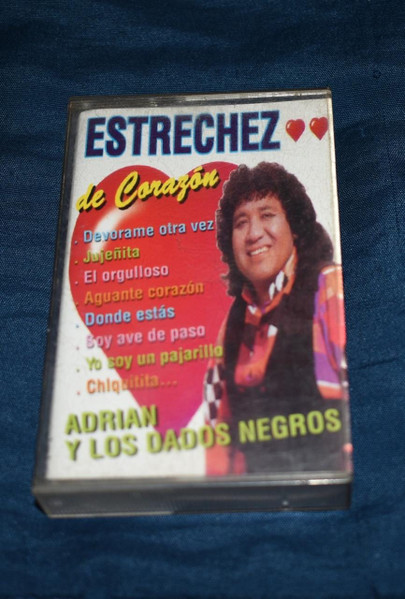 ESTRECHEZ
de Corazón
. Devorame otra vez
. Jujeñita
. El orgulloso
. Aguante corazón
. Donde estás
. Soy ave de paso
. Yo soy un pajarillo
. Chiquitita...
ADRIAN
Y LOS DADOS NEGROS